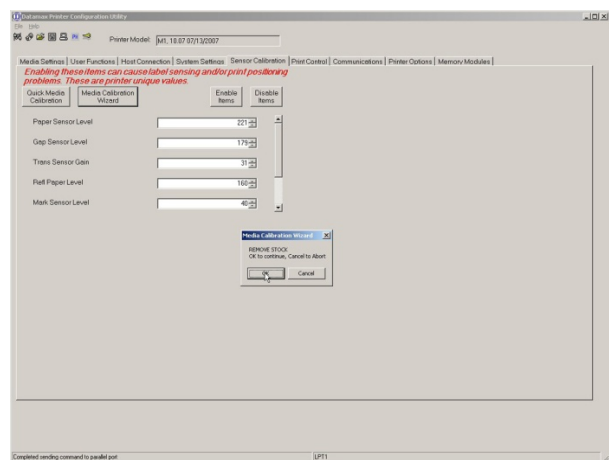 Datamax Printer Configuration Utility
File Help
Printer Model: M1, 10.07 07/13/2007
Media Settings User Functions Host Connection System Settings Sensor Calibration Print Control Communications Printer Options Memory Modules
Enabling these items can cause label sensing and/or print positioning
problems. These are printer unique values.
Quick Media Calibration
Media Calibration Wizard
Enable Items
Disable Items
Paper Sensor Level 221
Gap Sensor Level 179
Trans Sensor Gain 31
Refl Paper Level 160
Mark Sensor Level 40
Media Calibration Wizard
REMOVE STOCK
OK to continue, Cancel to Abort
OK Cancel
Completed sending command to parallel port LPT1